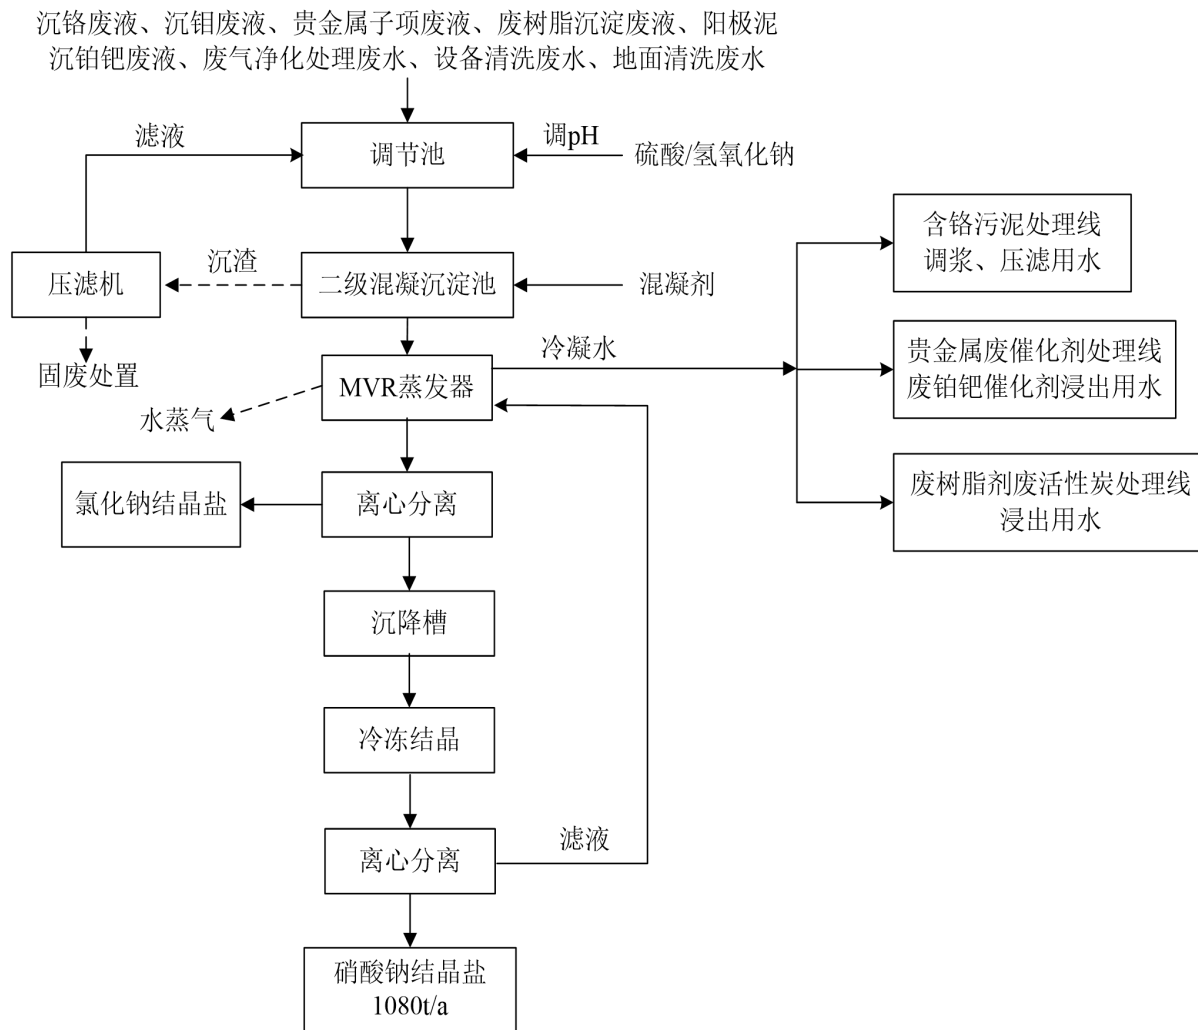 沉铬废液、沉钼废液、贵金属子项废液、废树脂沉淀废液、阳极泥
沉铂钯废液、废气净化处理废水、设备清洗废水、地面清洗废水
滤液
调节池
调pH
硫酸/氢氧化钠
含铬污泥处理线
调浆、压滤用水
压滤机
沉渣
二级混凝沉淀池
混凝剂
固废处置
冷凝水
贵金属废催化剂处理线
废铂钯催化剂浸出用水
MVR蒸发器
水蒸气
氯化钠结晶盐
离心分离
废树脂剂废活性炭处理线
浸出用水
沉降槽
冷冻结晶
离心分离
滤液
硝酸钠结晶盐
1080t/a